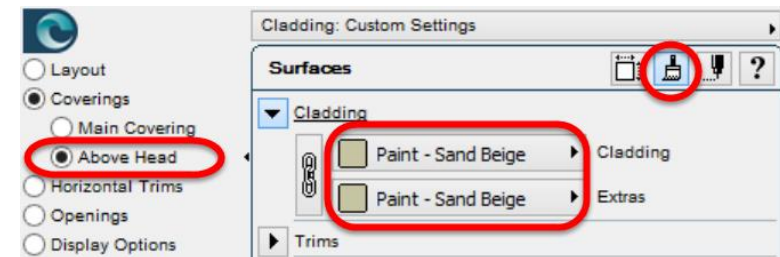 Cladding: Custom Settings
Layout
Surfaces
?
Coverings
Cladding
Main Covering
Paint - Sand Beige
Cladding
Above Head
Horizontal Trims
Paint - Sand Beige
Extras
Openings
Display Options
Trims